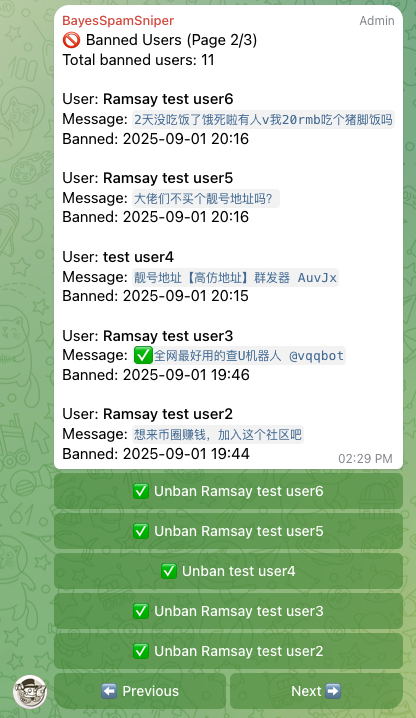 BayesSpamSniper Admin
🚫 Banned Users (Page 2/3)
Total banned users: 11
User: Ramsay test user6
Message: 2天没吃饭了饿死啦有人v我20rmb吃个猪脚饭吗
Banned: 2025-09-01 20:16
User: Ramsay test user5
Message: 大佬们不买个靓号地址吗?
Banned: 2025-09-01 20:16
User: test user4
Message: 靓号地址【高仿地址】群发器 AuvJx
Banned: 2025-09-01 20:15
User: Ramsay test user3
Message: ✅全网最好用的查U机器人 @vqqbot
Banned: 2025-09-01 19:46
User: Ramsay test user2
Message: 想来币圈赚钱，加入这个社区吧
Banned: 2025-09-01 19:44
02:29 PM
✅ Unban Ramsay test user6
✅ Unban Ramsay test user5
✅ Unban test user4
✅ Unban Ramsay test user3
✅ Unban Ramsay test user2
⬅️ Previous
Next ➡️